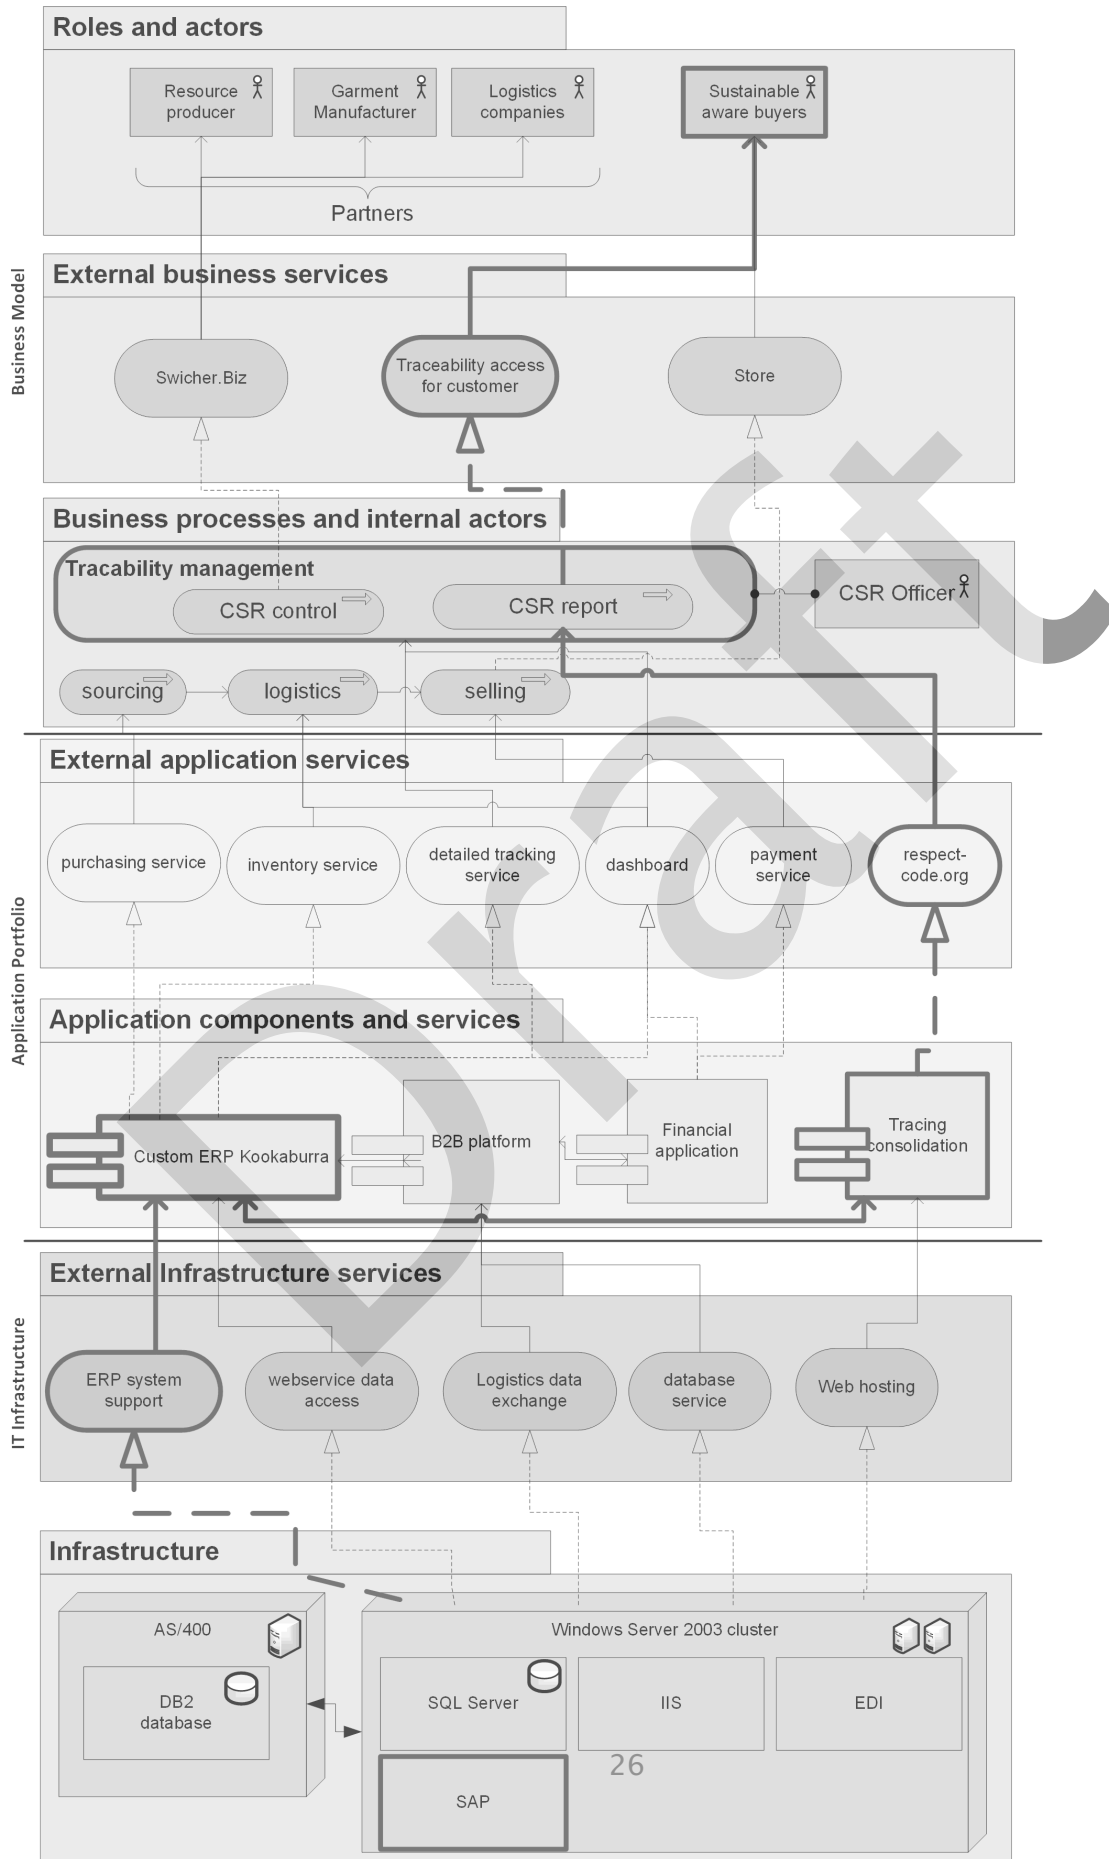 Roles and actors
Resource
producer
Garment
Manufacturer
Logistics
companies
Sustainable
aware buyers
Partners
Business Model
External business services
Swicher.Biz
Traceability access
for customer
Store
Business processes and internal actors
Tracability management
CSR control
CSR report
CSR Officer
sourcing
logistics
selling
Application Portfolio
External application services
purchasing service
inventory service
detailed tracking
service
dashboard
payment
service
respect-
code.org
Application components and services
Custom ERP Kookaburra
B2B platform
Financial
application
Tracing
consolidation
IT Infrastructure
External Infrastructure services
ERP system
support
webservice data
access
Logistics data
exchange
database
service
Web hosting
Infrastructure
AS/400
DB2
database
Windows Server 2003 cluster
SQL Server
IIS
EDI
SAP
26
Draft